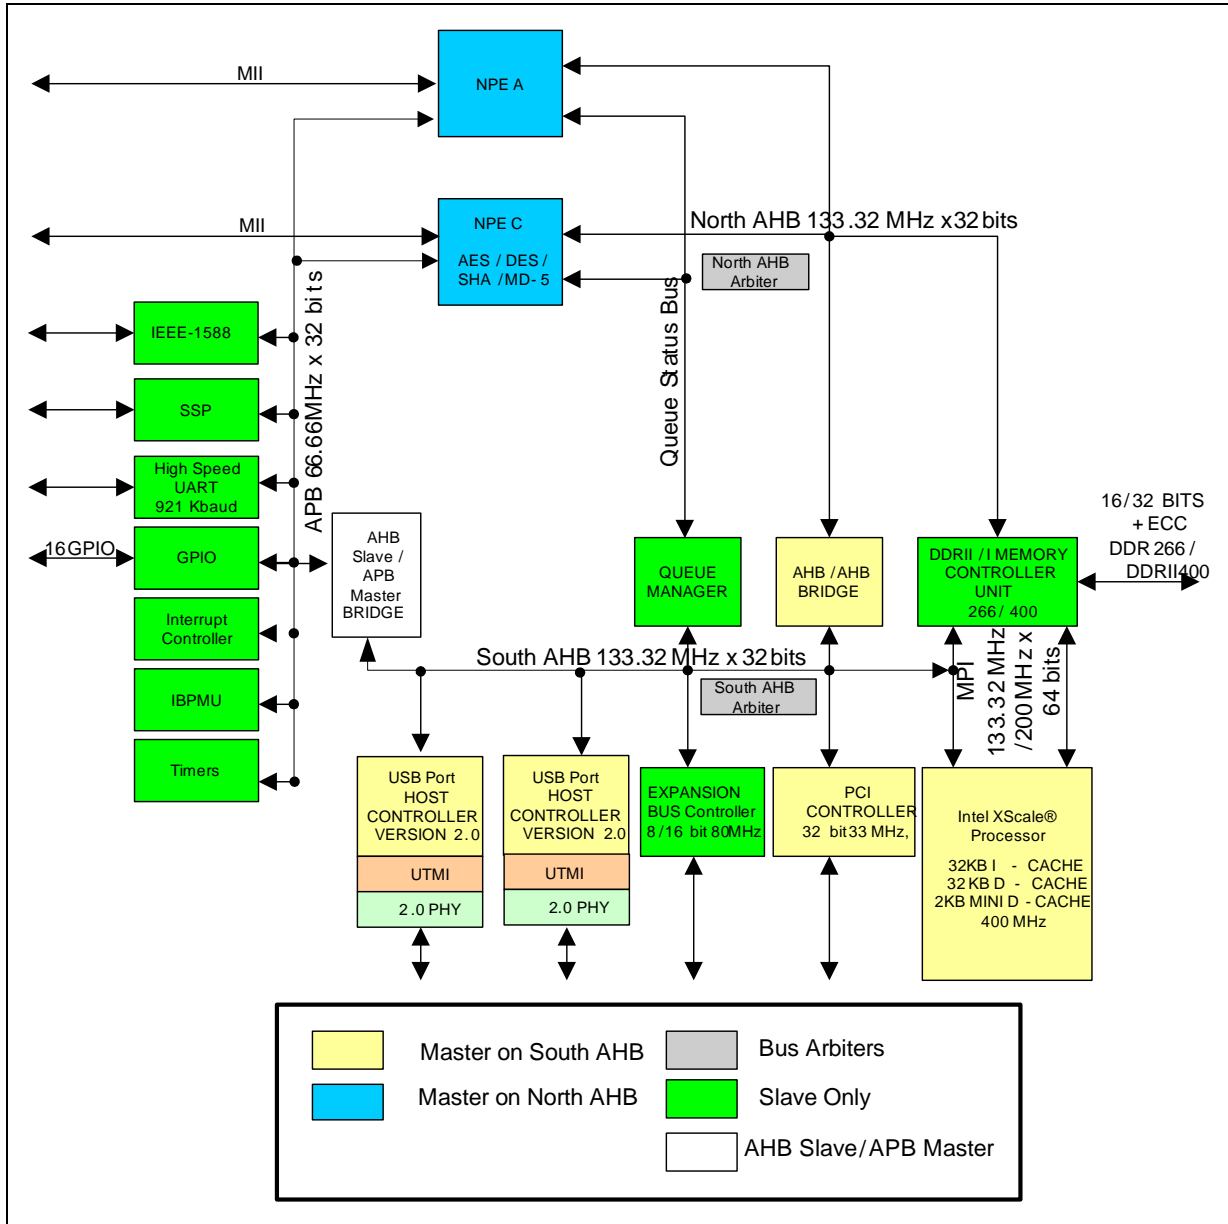 MII
NPE A
MII
NPE C
AES / DES /
SHA / MD-5
North AHB 133.32 MHz x 32 bits
North AHB
Arbiter
Queue Status Bus
APB 66.66MHz x 32 bits
IEEE-1588
SSP
High Speed
UART
921 Kbaud
16 GPIO
GPIO
Interrupt
Controller
IBPMU
Timers
AHB
Slave /
APB
Master
BRIDGE
QUEUE
MANAGER
AHB / AHB
BRIDGE
DDRII / I MEMORY
CONTROLLER
UNIT
266 / 400
16/32 BITS
+ ECC
DDR 266 /
DDRII400
South AHB 133.32 MHz x 32 bits
South AHB
Arbiter
MPI
133.32 MHz
/200 MHz x
64 bits
USB Port
HOST
CONTROLLER
VERSION 2.0
UTMI
2.0 PHY
USB Port
HOST
CONTROLLER
VERSION 2.0
UTMI
2.0 PHY
EXPANSION
BUS Controller
8/16 bit 80MHz
PCI
CONTROLLER
32 bit 33 MHz,
Intel XScale®
Processor
32KB I - CACHE
32 KB D - CACHE
2KB MINI D - CACHE
400 MHz
Master on South AHB
Bus Arbiters
Master on North AHB
Slave Only
AHB Slave/APB Master